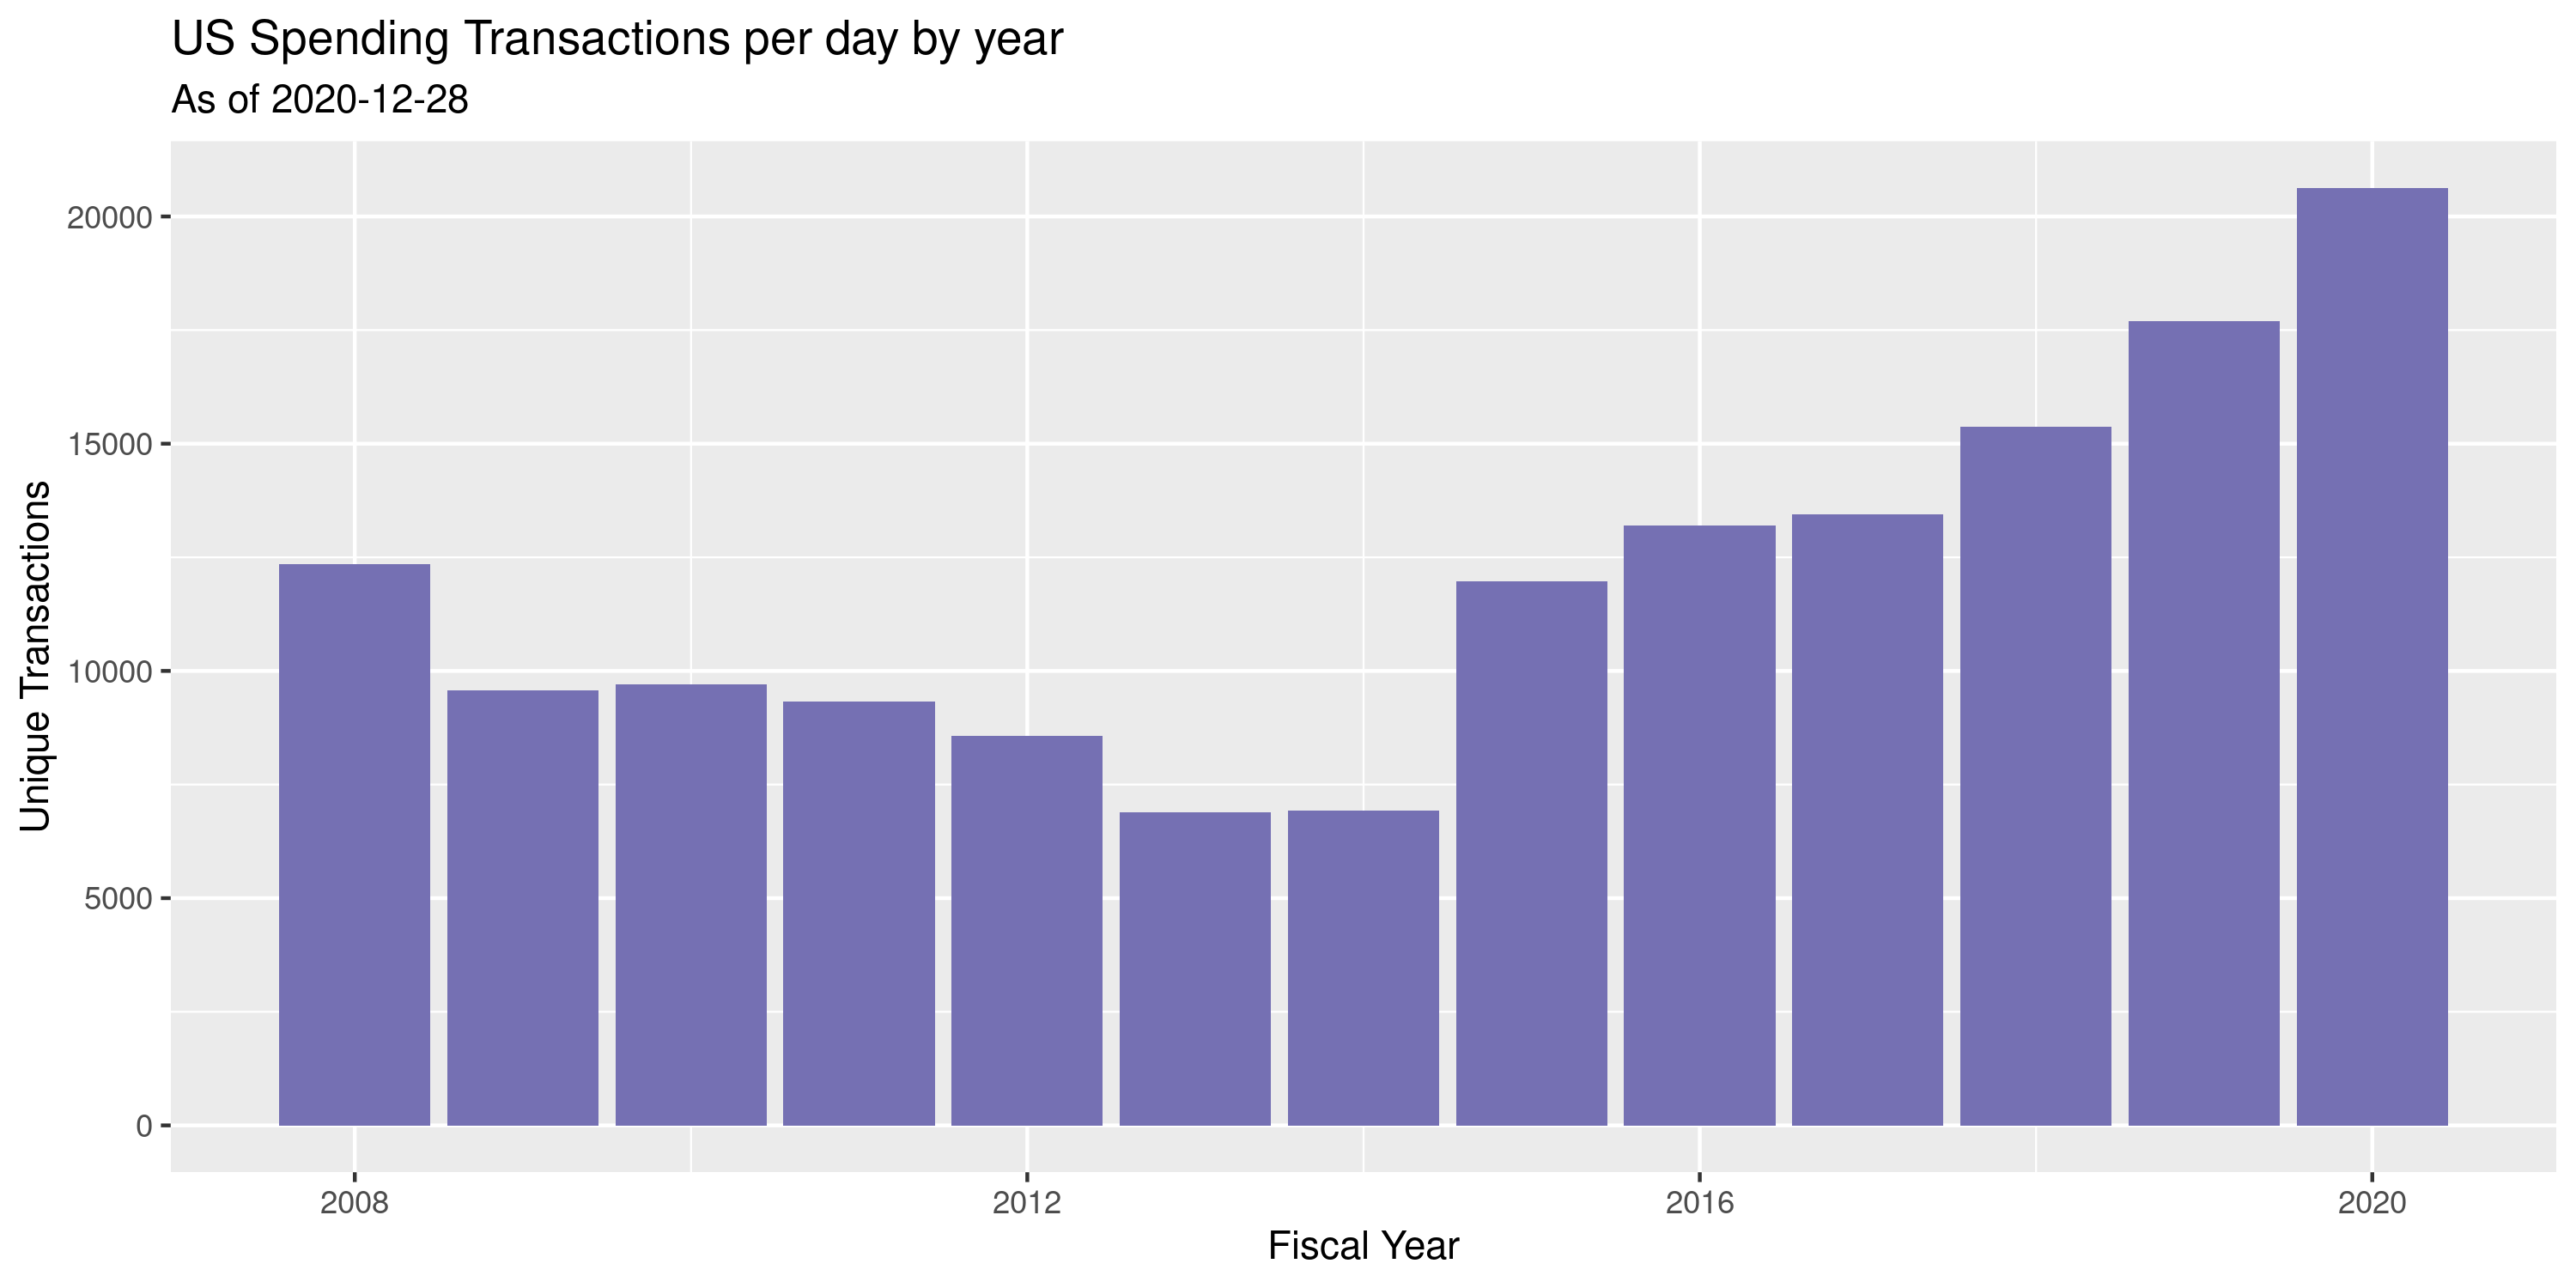 US Spending Transactions per day by year
As of 2020-12-28
Unique Transactions
20000
15000
10000
5000
0
2008
2012
2016
2020
Fiscal Year